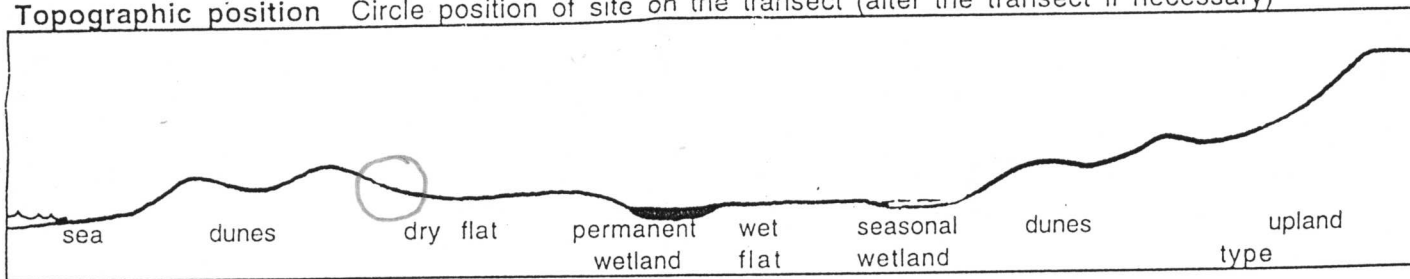 Topographic position Circle position of site on the transect (alter the transect if necessary)
sea dunes dry flat permanent wet seasonal dunes upland
wetland flat wetland type